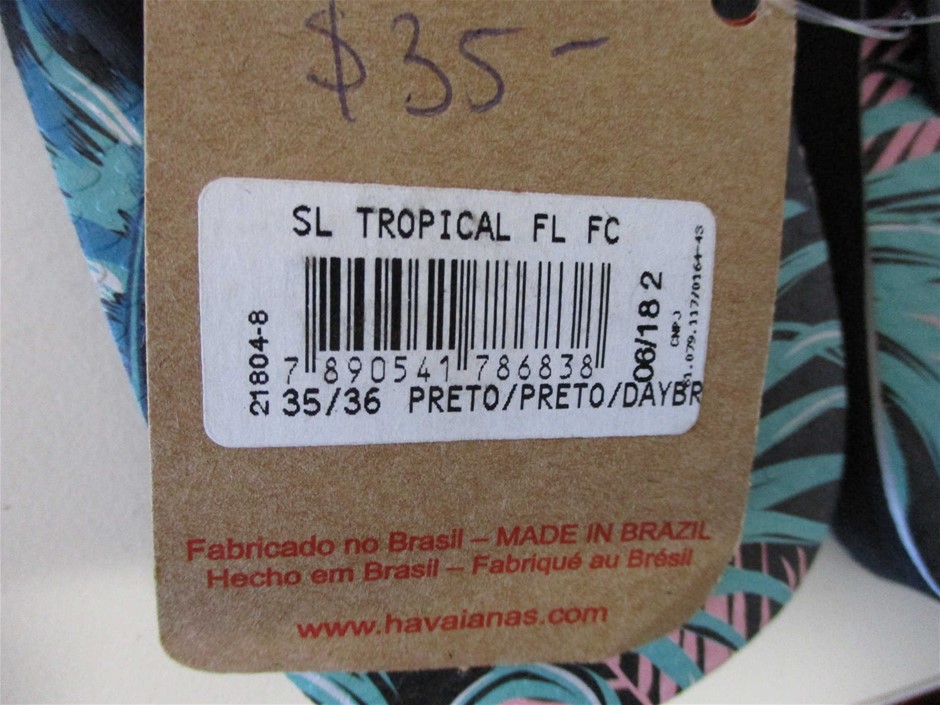 $35-
SL TROPICAL FL FC
21804-8
7 890541 786838
06/18 2
CNPJ
35/36 PRETO/PRETO/DAYBR
Fabricado no Brasil – MADE IN BRAZIL
Hecho em Brasil – Fabriqué au Brésil
www.havaianas.com